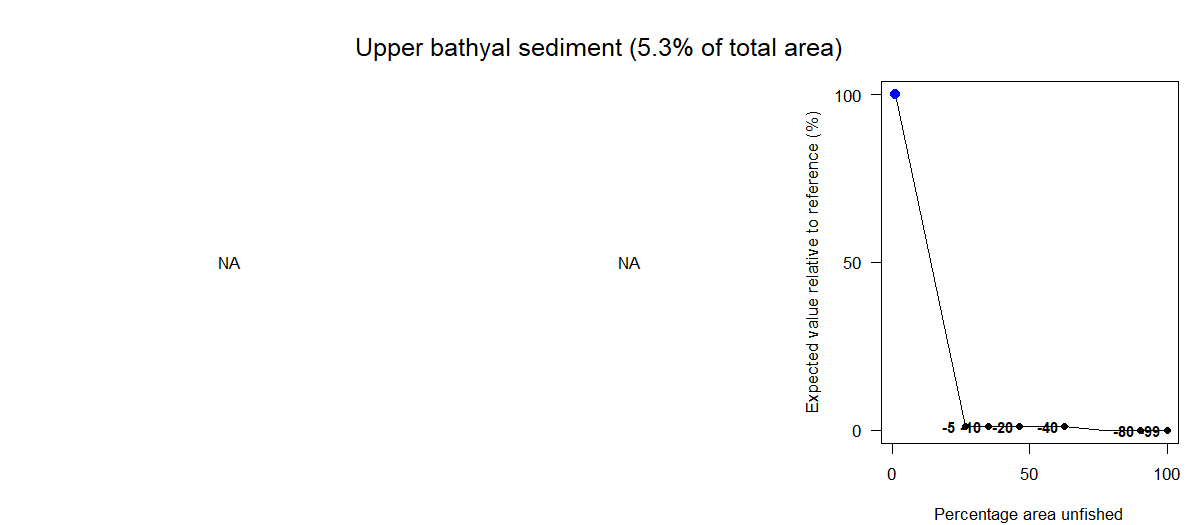 Upper bathyal sediment (5.3% of total area)
NA
NA
Expected value relative to reference (%)
100
50
0
-5
-10
-20
-40
-80
-99
0
50
100
Percentage area unfished